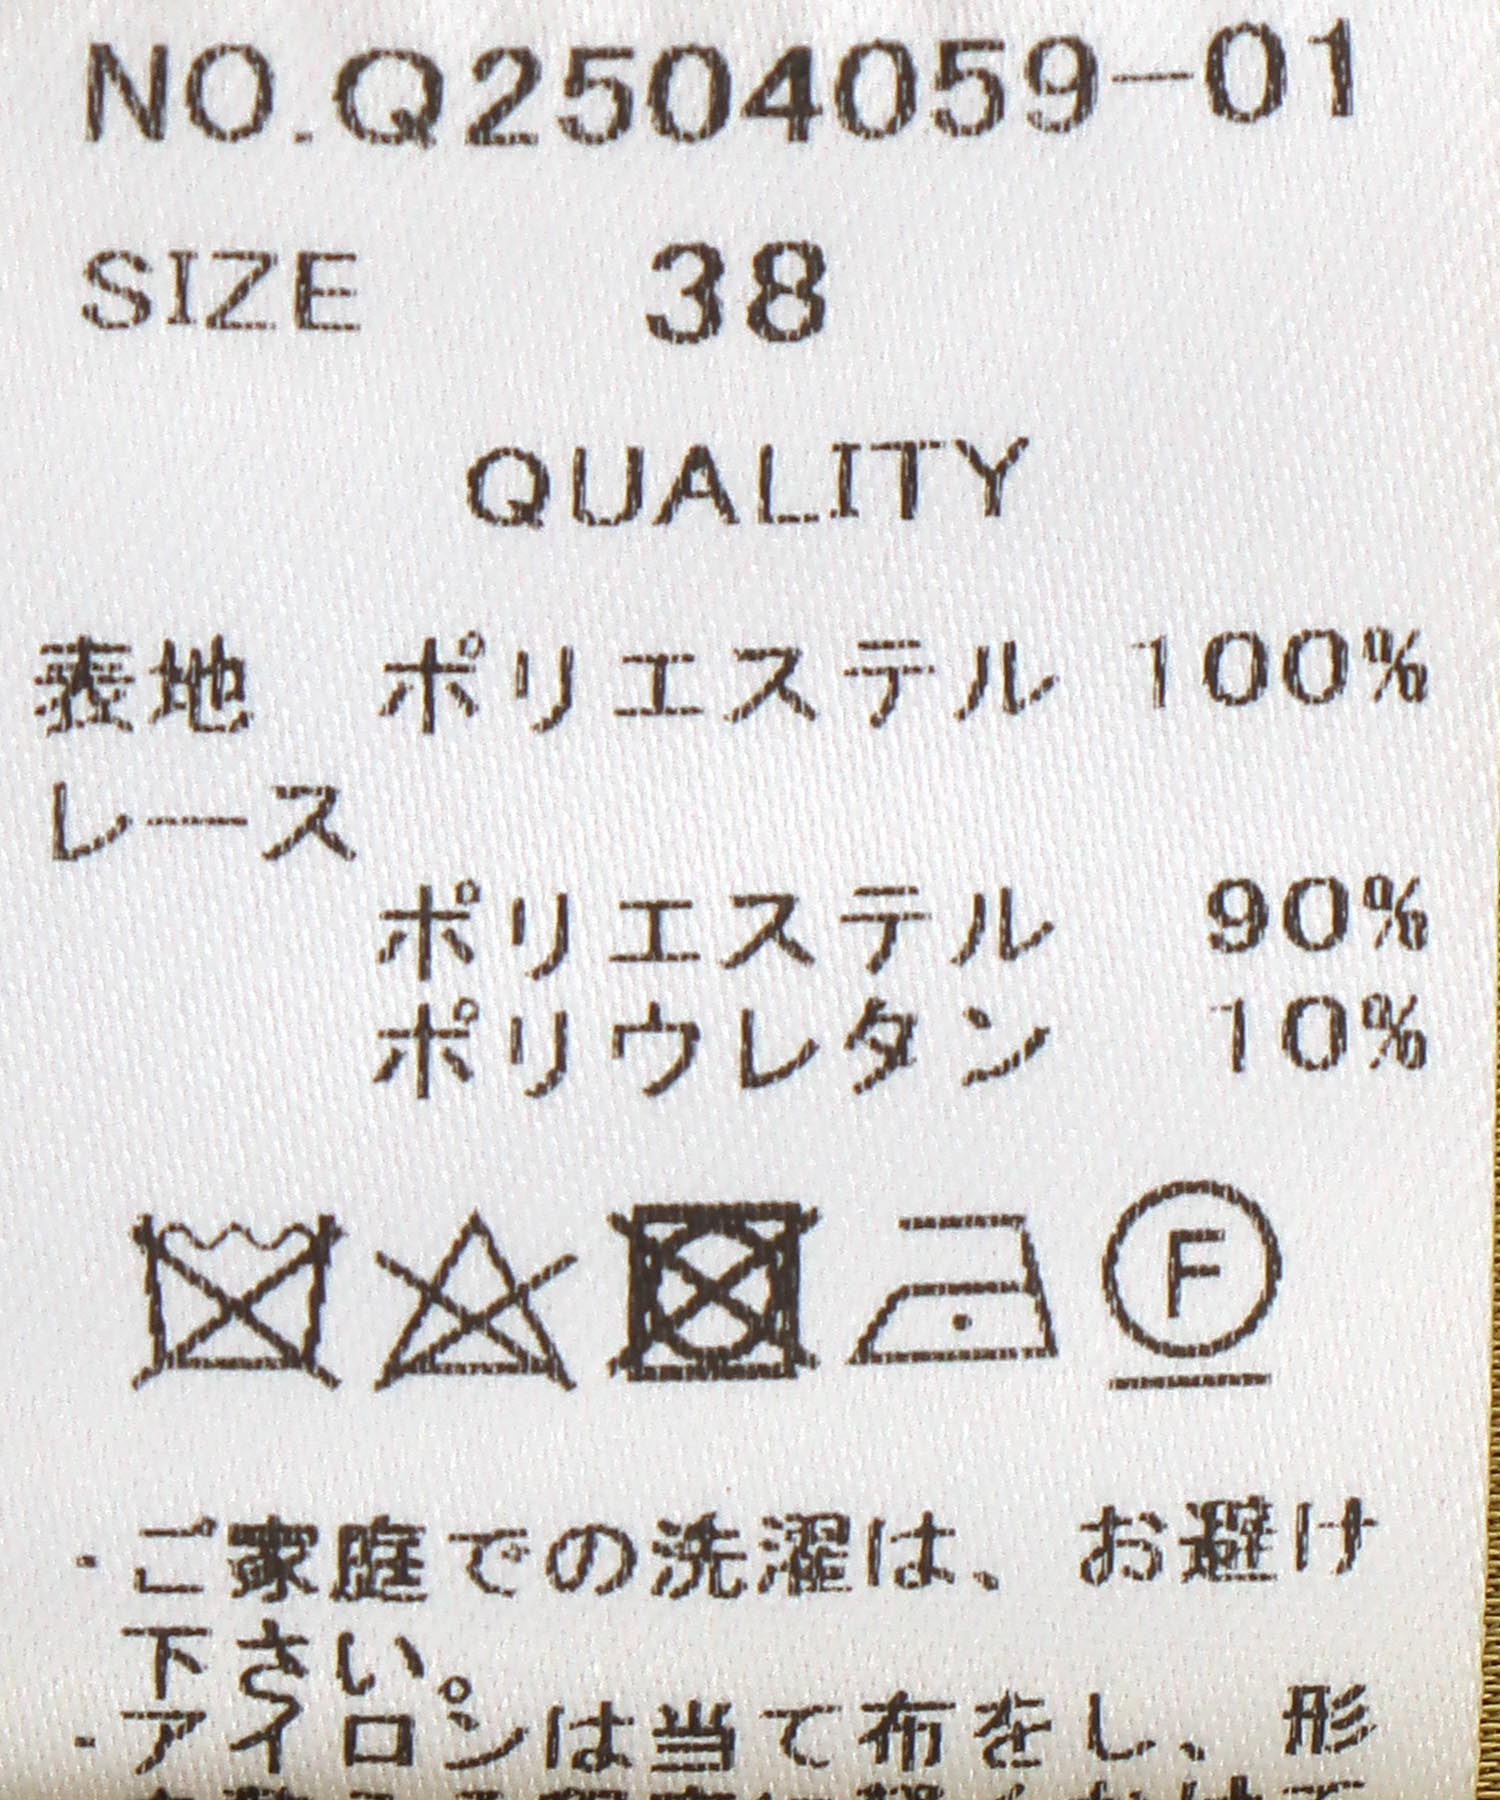 NO.Q2504059-01
SIZE 38
QUALITY
表地 ポリエステル 100%
レース
ポリエステル 90%
ポリウレタン 10%
F
・ご家庭での洗濯は、お避け
下さい。
・アイロンは当て布をし、形